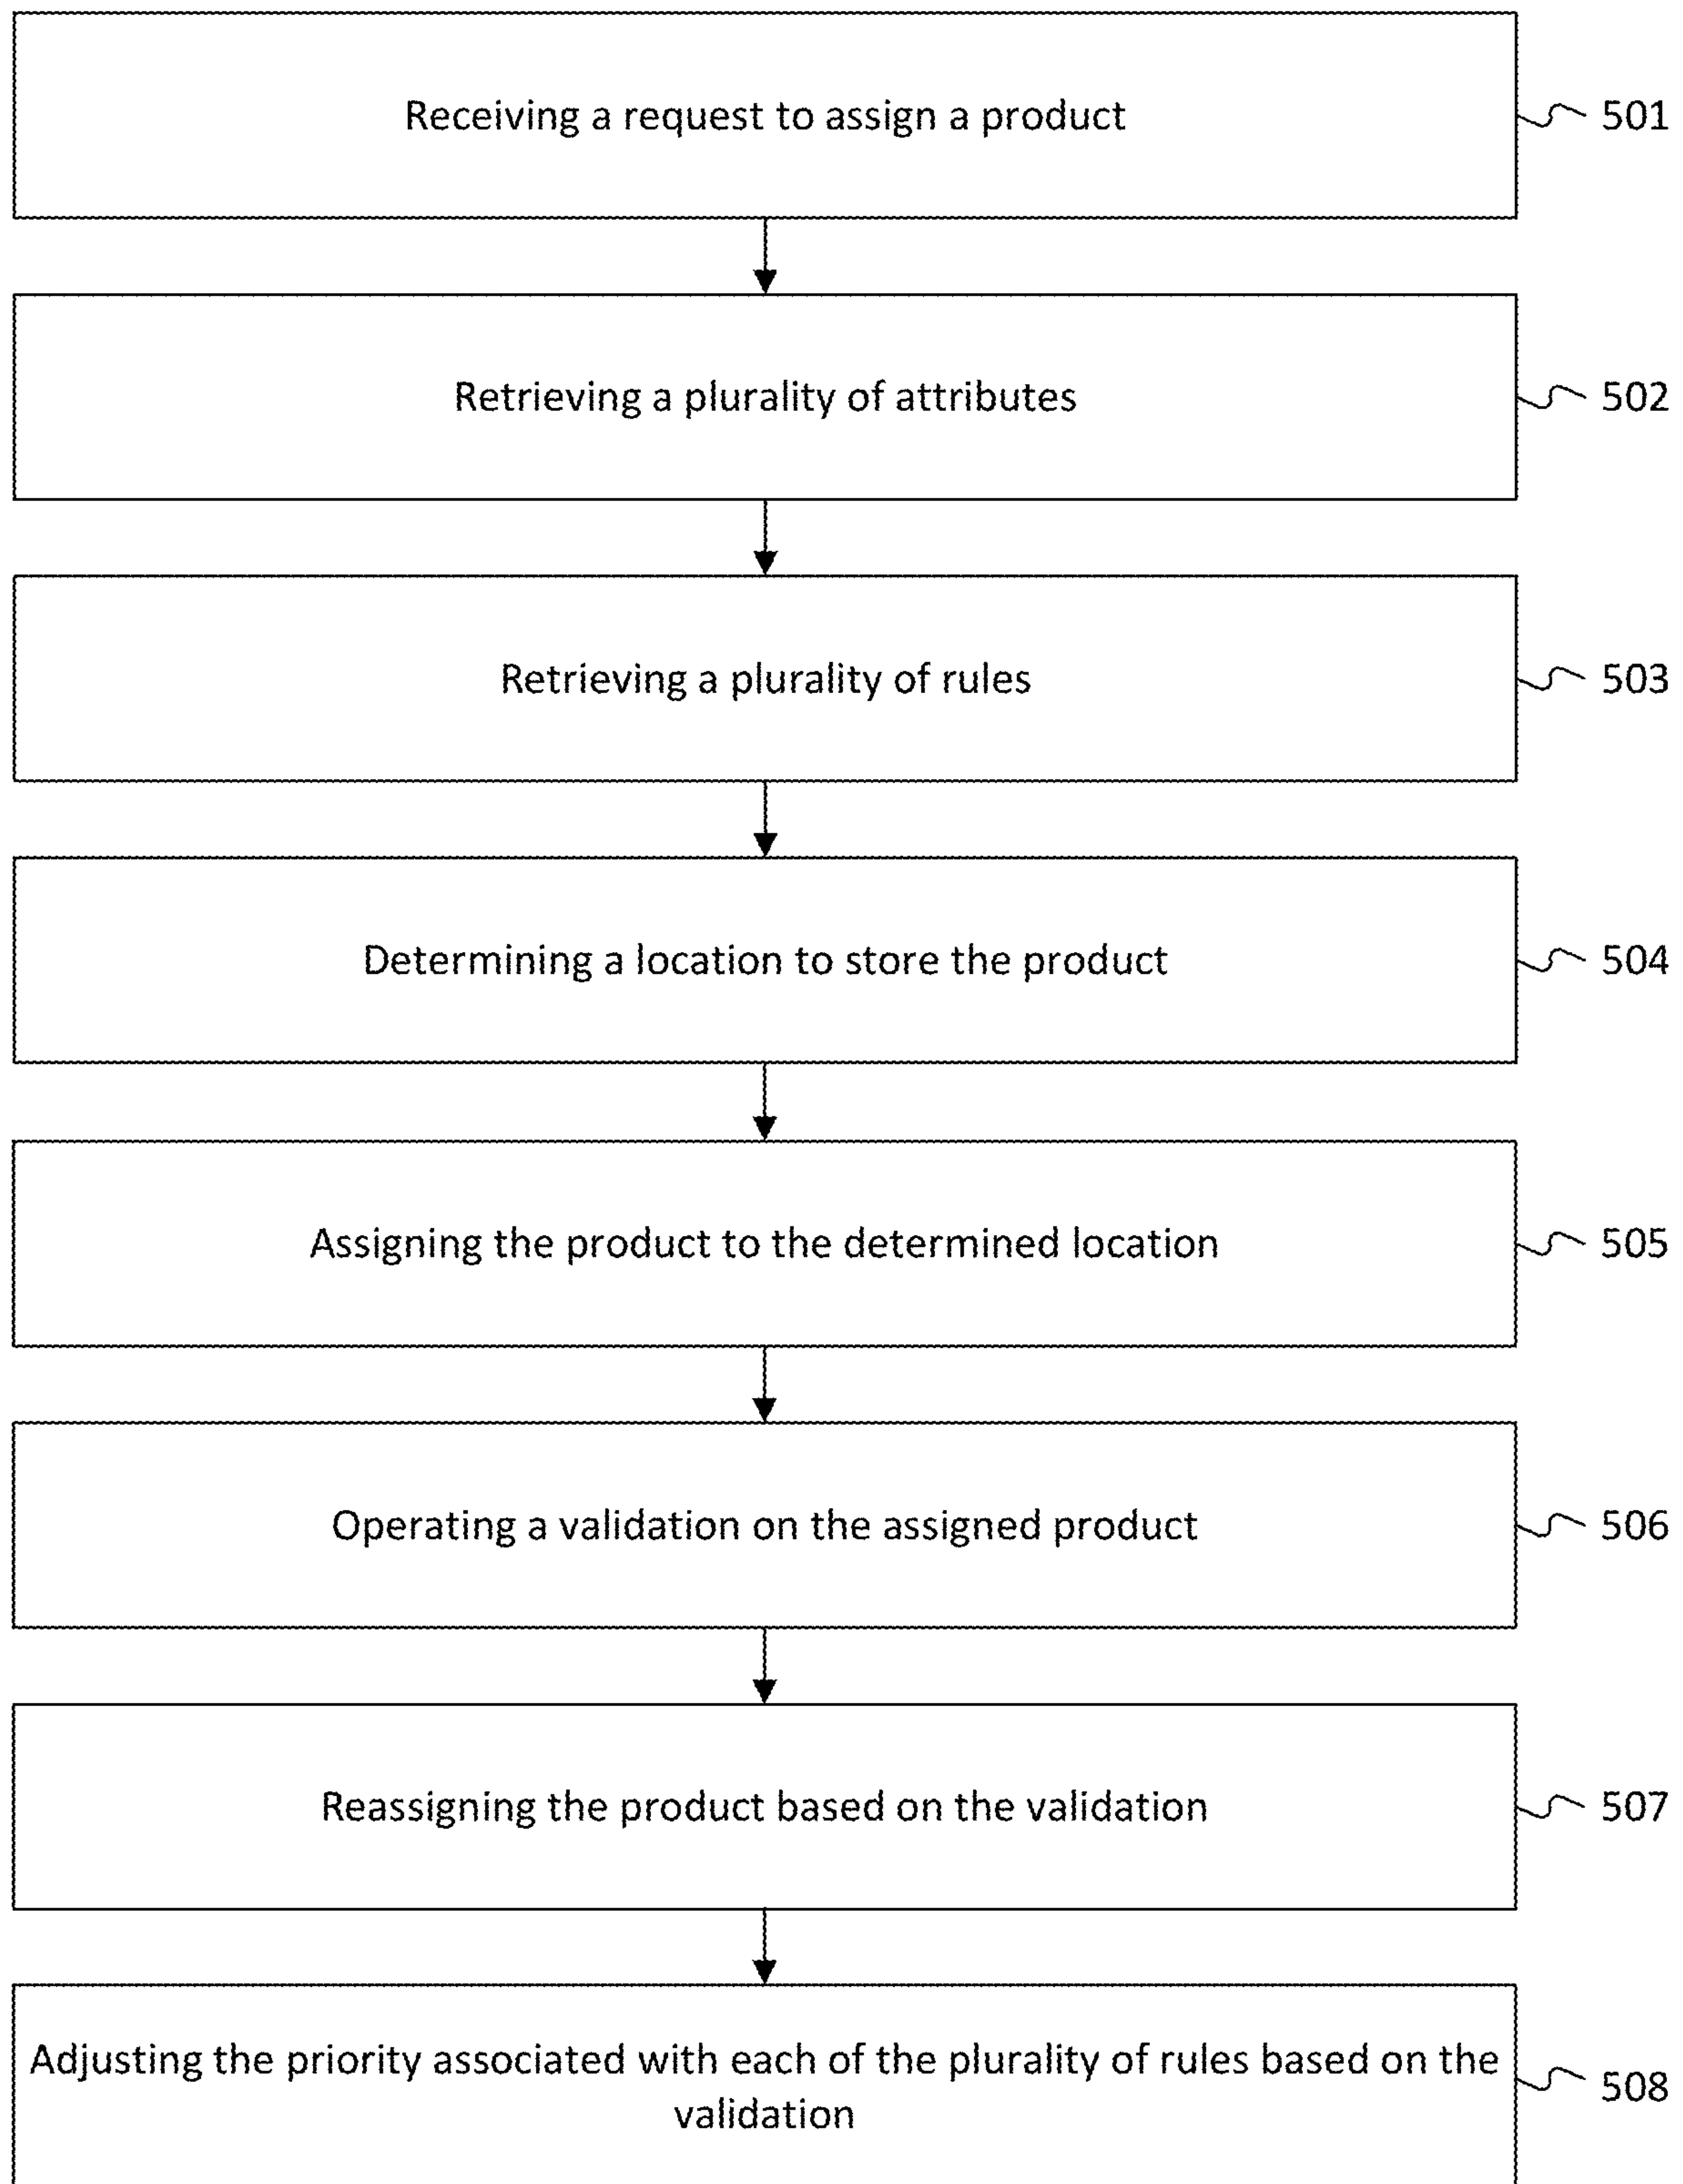 Receiving a request to assign a product
501
Retrieving a plurality of attributes
502
Retrieving a plurality of rules
503
Determining a location to store the product
504
Assigning the product to the determined location
505
Operating a validation on the assigned product
506
Reassigning the product based on the validation
507
Adjusting the priority associated with each of the plurality of rules based on the
validation
508